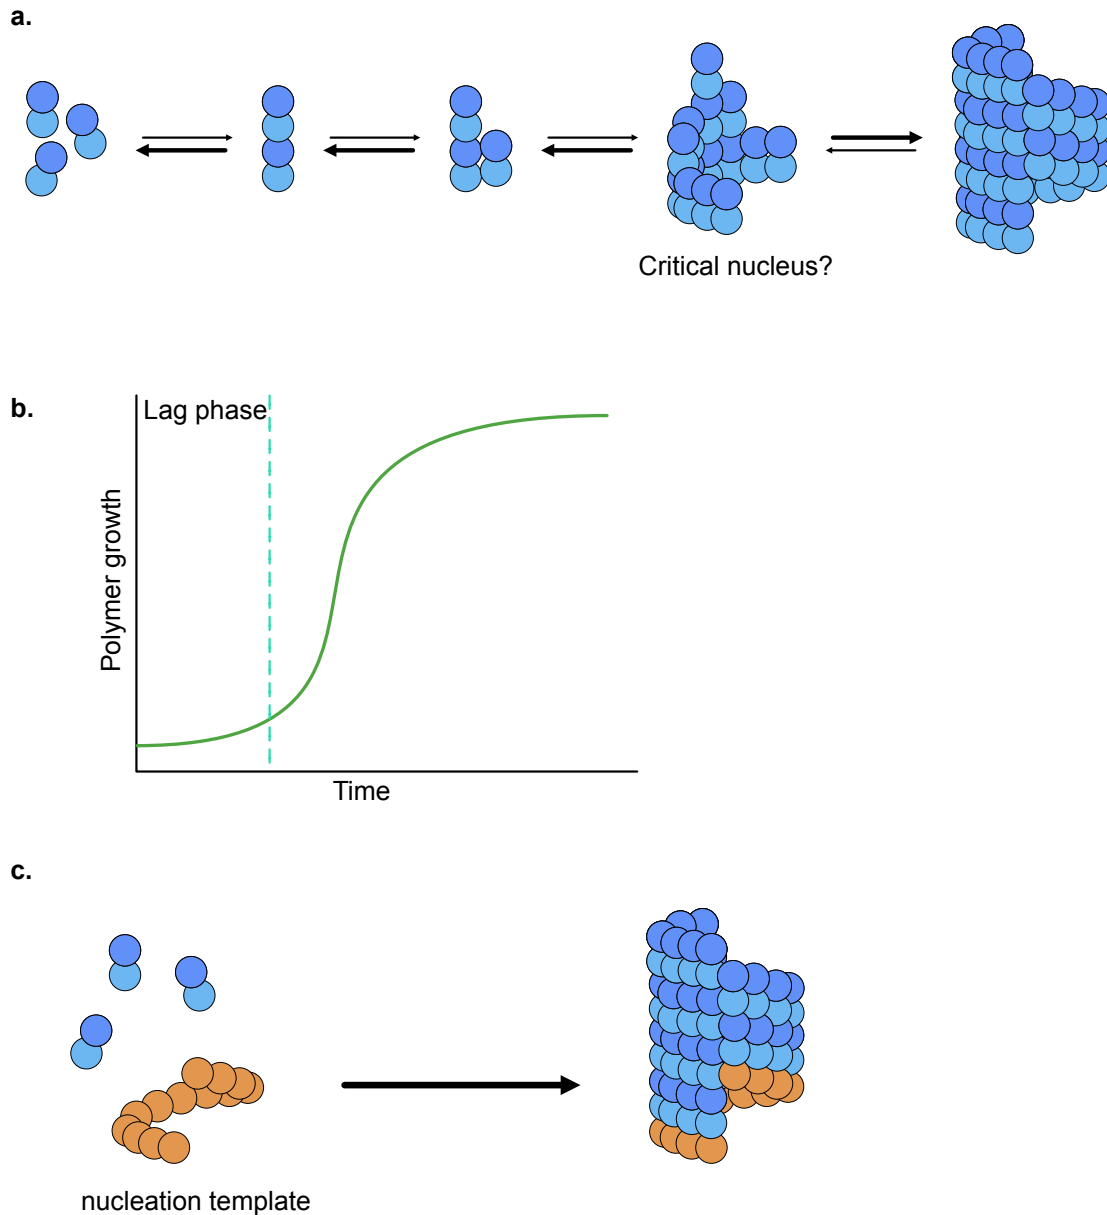 a.
Critical nucleus?
b.
Lag phase
Polymer growth
Time
c.
nucleation template